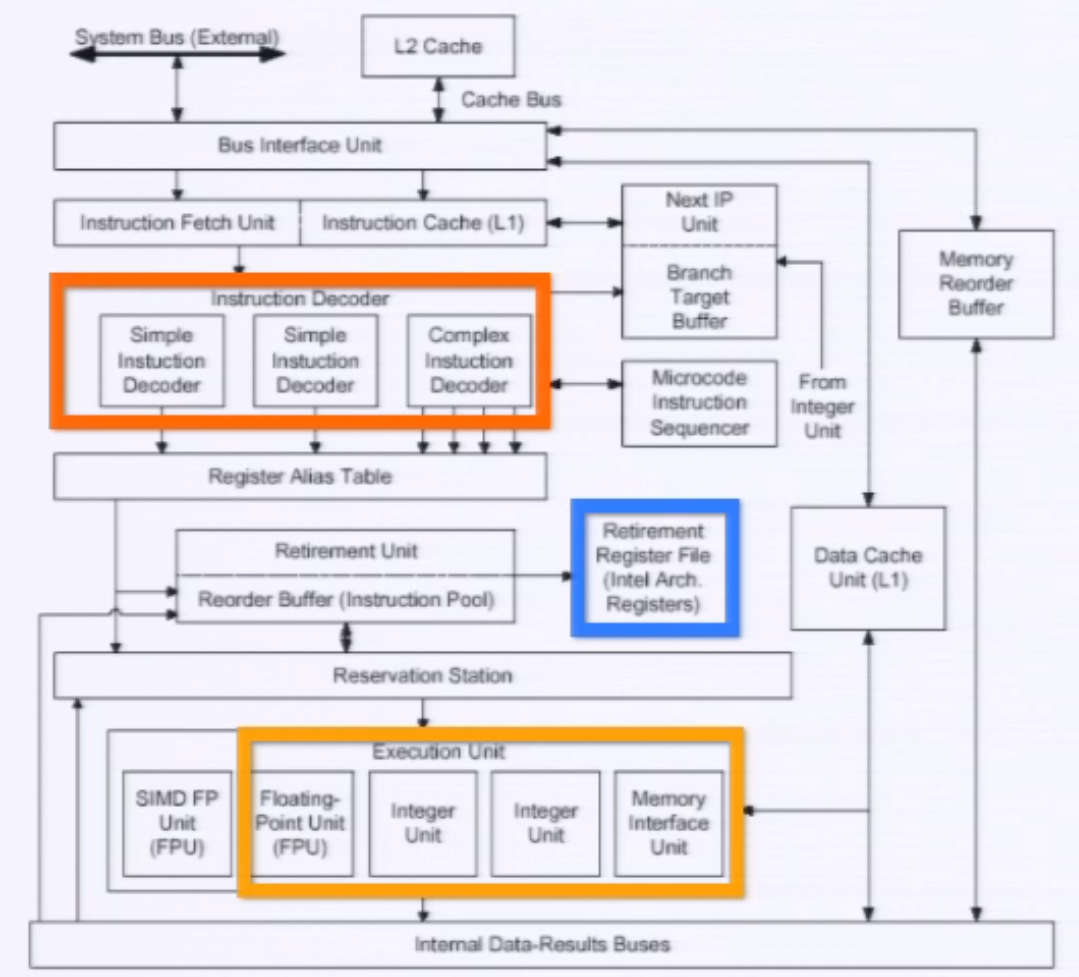 System Bus (External)
L2 Cache
Cache Bus
Bus Interface Unit
Instruction Fetch Unit
Instruction Cache (L1)
Next IP
Unit
Branch
Target
Buffer
Memory
Reorder
Buffer
Instruction Decoder
Simple
Instuction
Decoder
Simple
Instuction
Decoder
Complex
Instuction
Decoder
Microcode
Instruction
Sequencer
From
Integer
Unit
Register Alias Table
Retirement Unit
Reorder Buffer (Instruction Pool)
Retirement
Register File
(Intel Arch.
Registers)
Data Cache
Unit (L1)
Reservation Station
Execution Unit
SIMD FP
Unit
(FPU)
Floating-
Point Unit
(FPU)
Integer
Unit
Integer
Unit
Memory
Interface
Unit
Internal Data-Results Buses